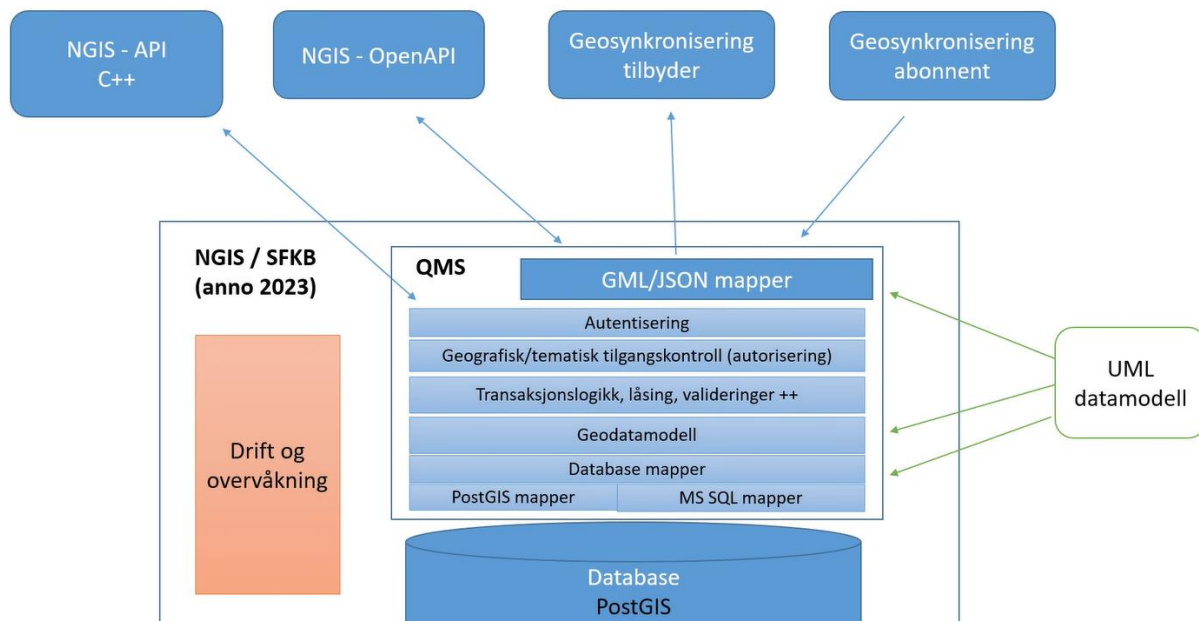 NGIS - API
C++
NGIS - OpenAPI
Geosynkronisering
tilbyder
Geosynkronisering
abonnent
NGIS / SFKB
(anno 2023)
QMS
GML/JSON mapper
Autentisering
Geografisk/tematisk tilgangskontroll (autorisering)
Transaksjonslogikk, låsing, valideringer ++
Geodatamodell
Database mapper
PostGIS mapper
MS SQL mapper
UML
datamodell
Drift og
overvåkning
Database
PostGIS